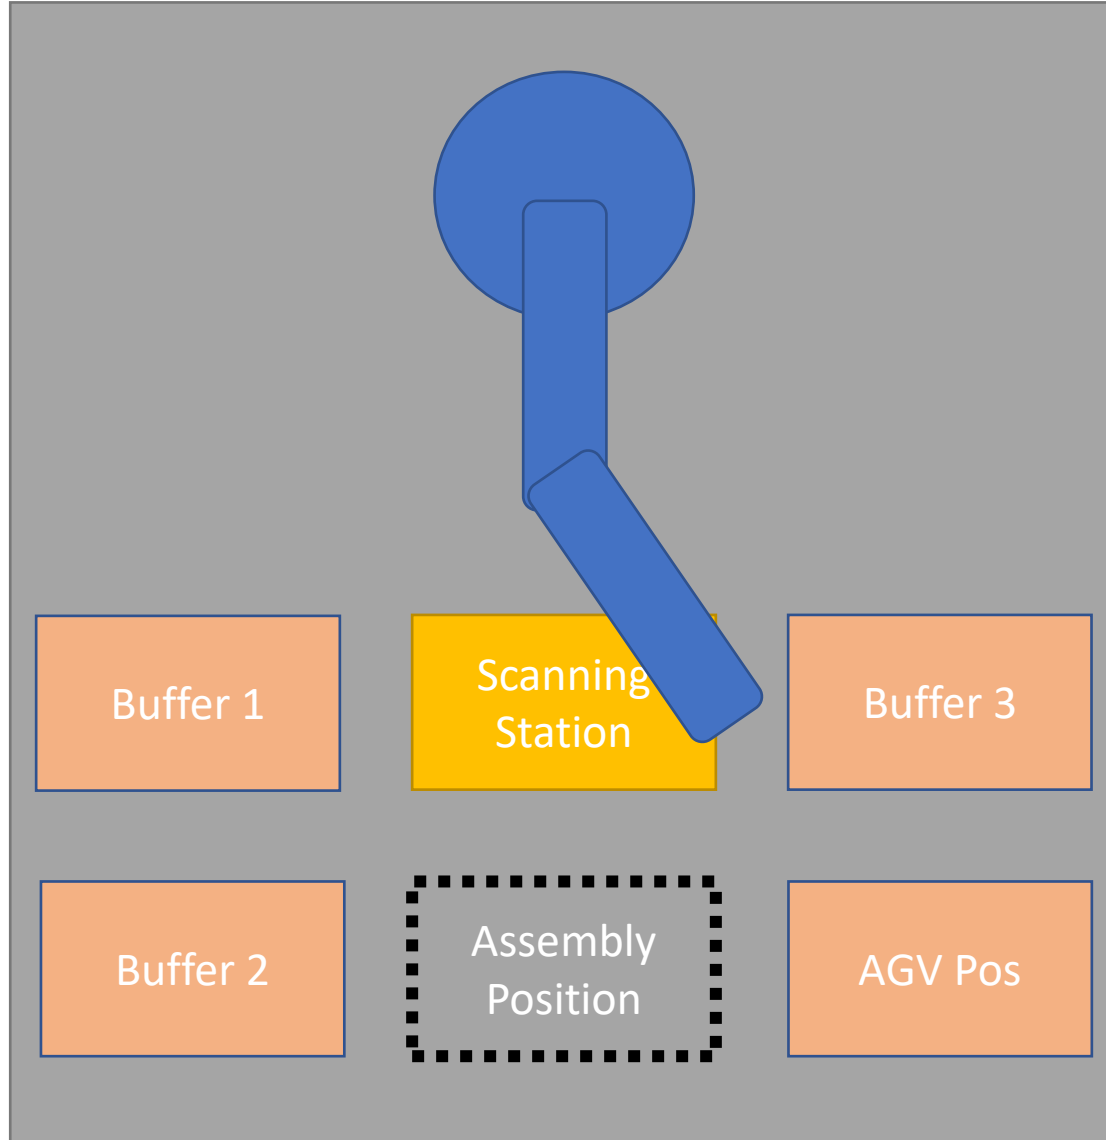 Buffer 1
Scanning
Station
Buffer 3
Buffer 2
Assembly
Position
AGV Pos